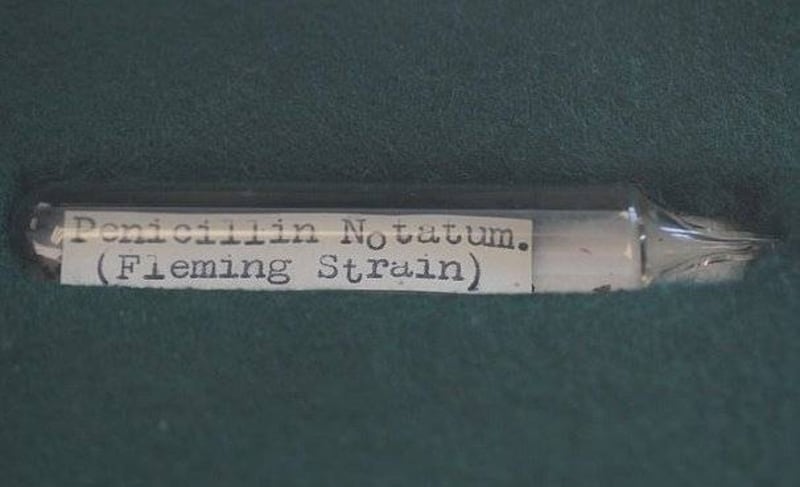 Penicillin Notatum.
(Fleming Strain)